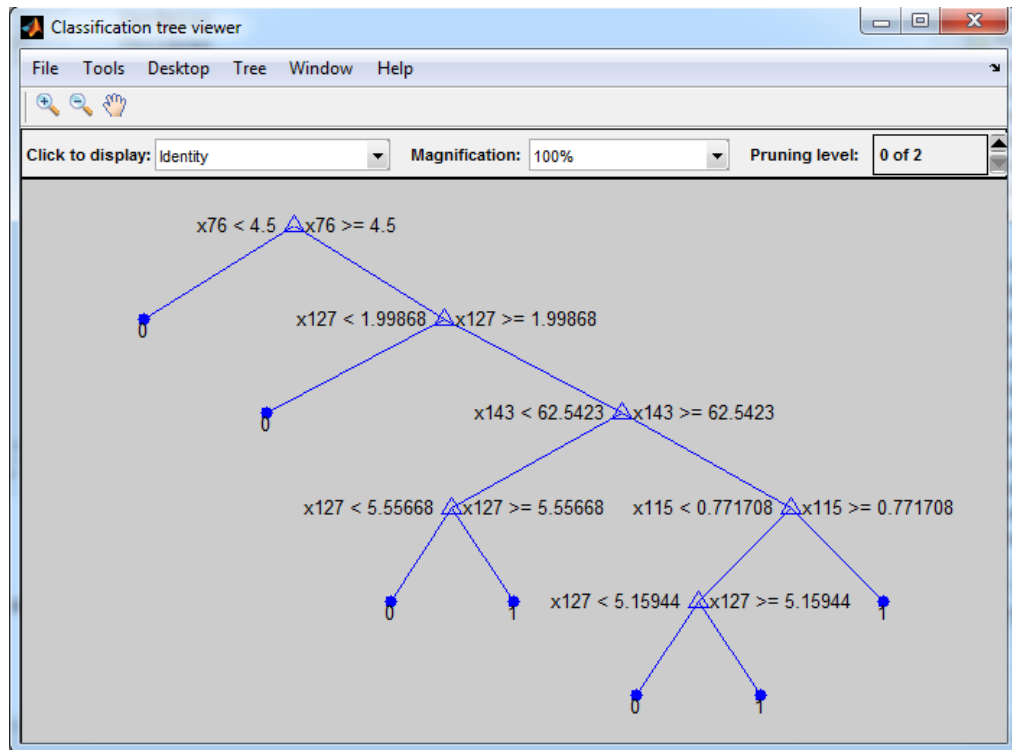 Classification tree viewer
File Tools Desktop Tree Window Help
Click to display: Identity Magnification: 100% Pruning level: 0 of 2
x76 < 4.5 x76 >= 4.5
0 x127 < 1.99868 x127 >= 1.99868
0 x143 < 62.5423 x143 >= 62.5423
x127 < 5.55668 x127 >= 5.55668 x115 < 0.771708 x115 >= 0.771708
0 1 x127 < 5.15944 x127 >= 5.15944 1
0 1